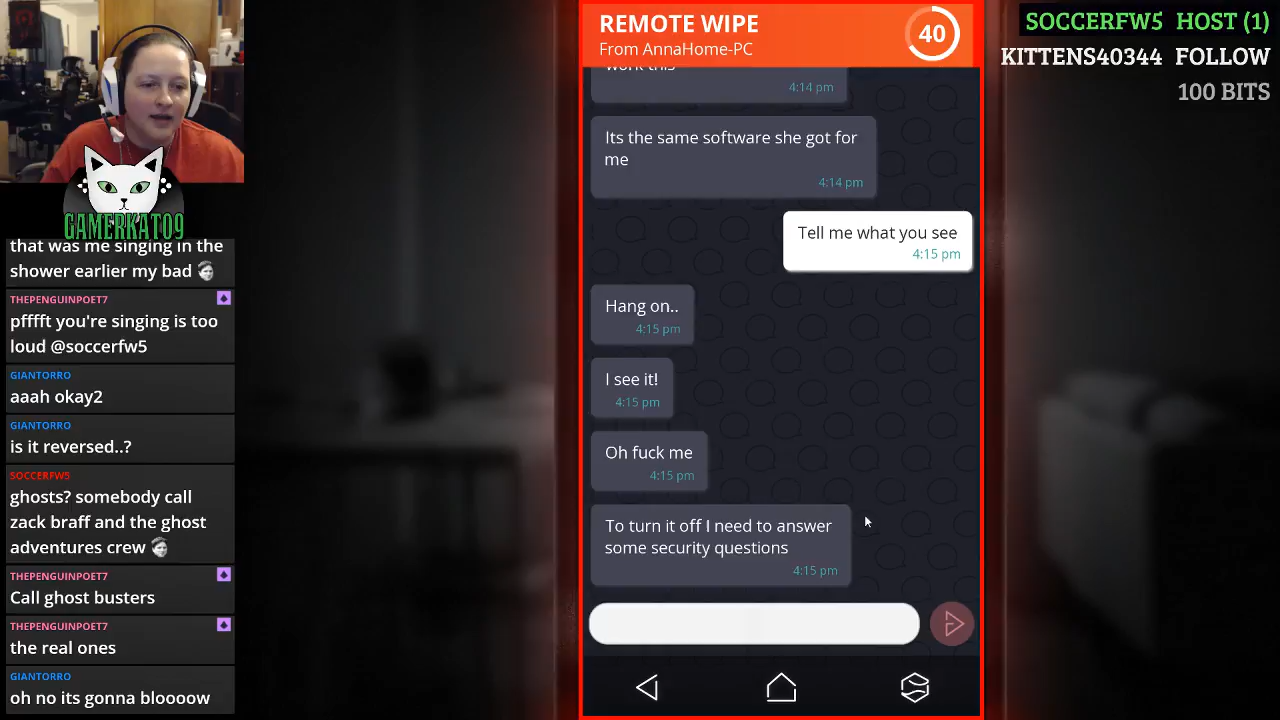 REMOTE WIPE
From AnnaHome-PC
40
4:14 pm
Its the same software she got for
me
4:14 pm
Tell me what you see
4:15 pm
Hang on..
4:15 pm
I see it!
4:15 pm
Oh fuck me
4:15 pm
To turn it off I need to answer
some security questions
4:15 pm
SOCCERFW5 HOST (1)
KITTENS40344 FOLLOW
100 BITS
GAMERKAT09
that was me singing in the
shower earlier my bad
THEPENGUINPOET7
pfffft you're singing is too
loud @soccerfw5
GIANTORRO
aaah okay2
GIANTORRO
is it reversed..?
SOCCERFW5
ghosts? somebody call
zack braff and the ghost
adventures crew
THEPENGUINPOET7
Call ghost busters
THEPENGUINPOET7
the real ones
GIANTORRO
oh no its gonna bloooow